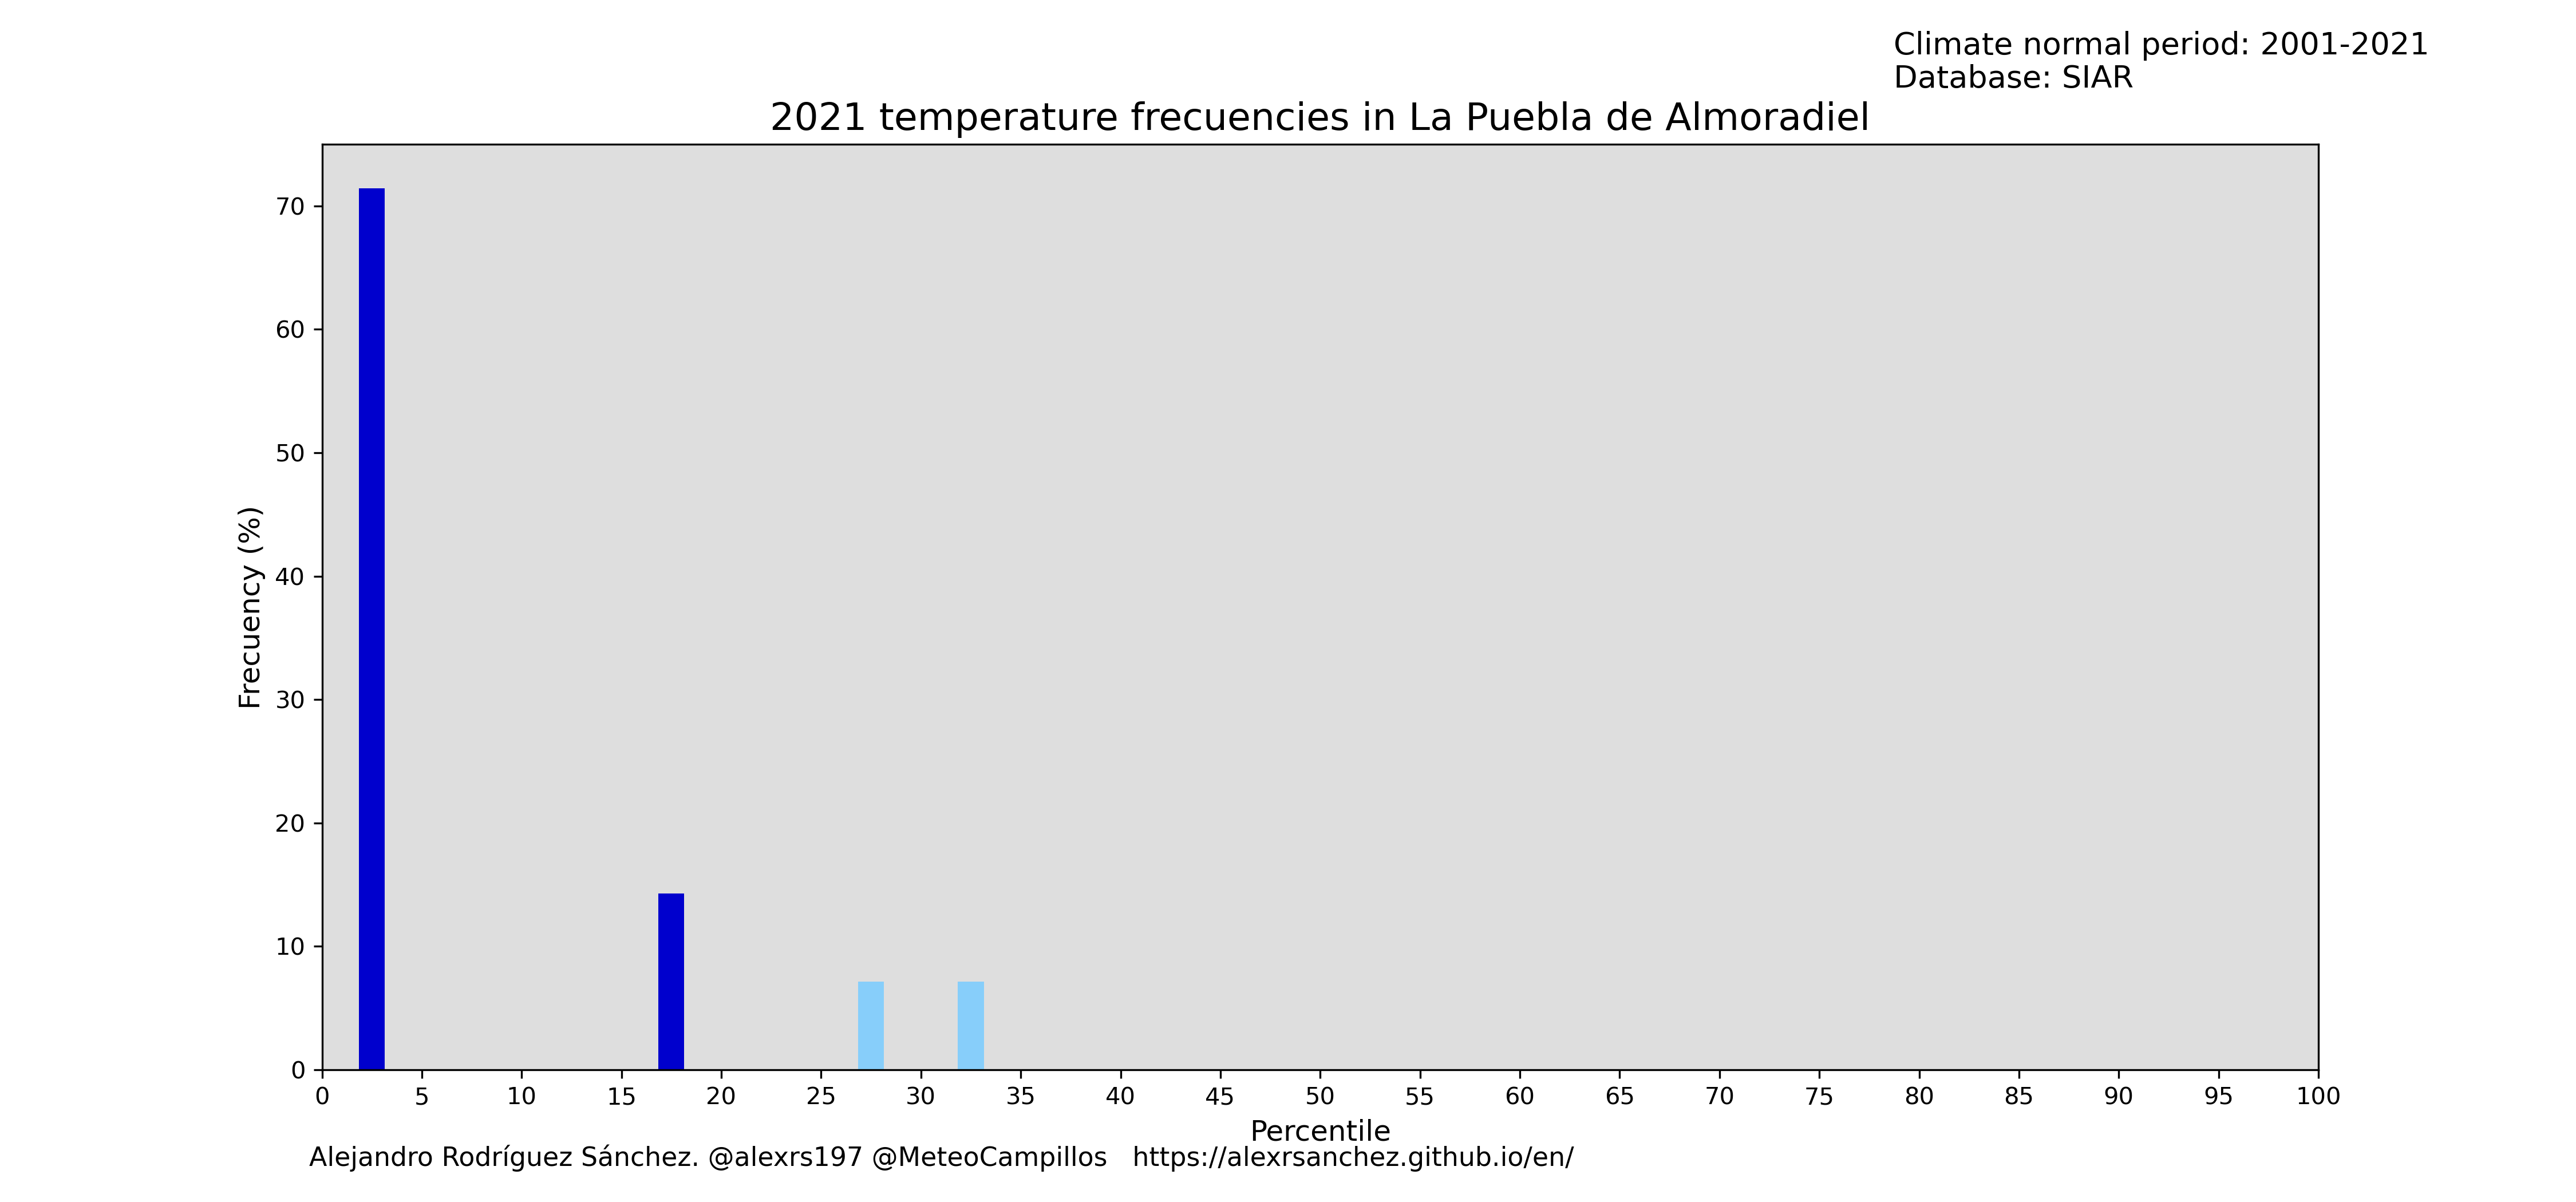 Climate normal period: 2001-2021
Database: SIAR
2021 temperature frecuencies in La Puebla de Almoradiel
Frecuency (%)
70
60
50
40
30
20
10
0
0 5 10 15 20 25 30 35 40 45 50 55 60 65 70 75 80 85 90 95 100
Percentile
Alejandro Rodríguez Sánchez. @alexrs197 @MeteoCampillos https://alexrsanchez.github.io/en/